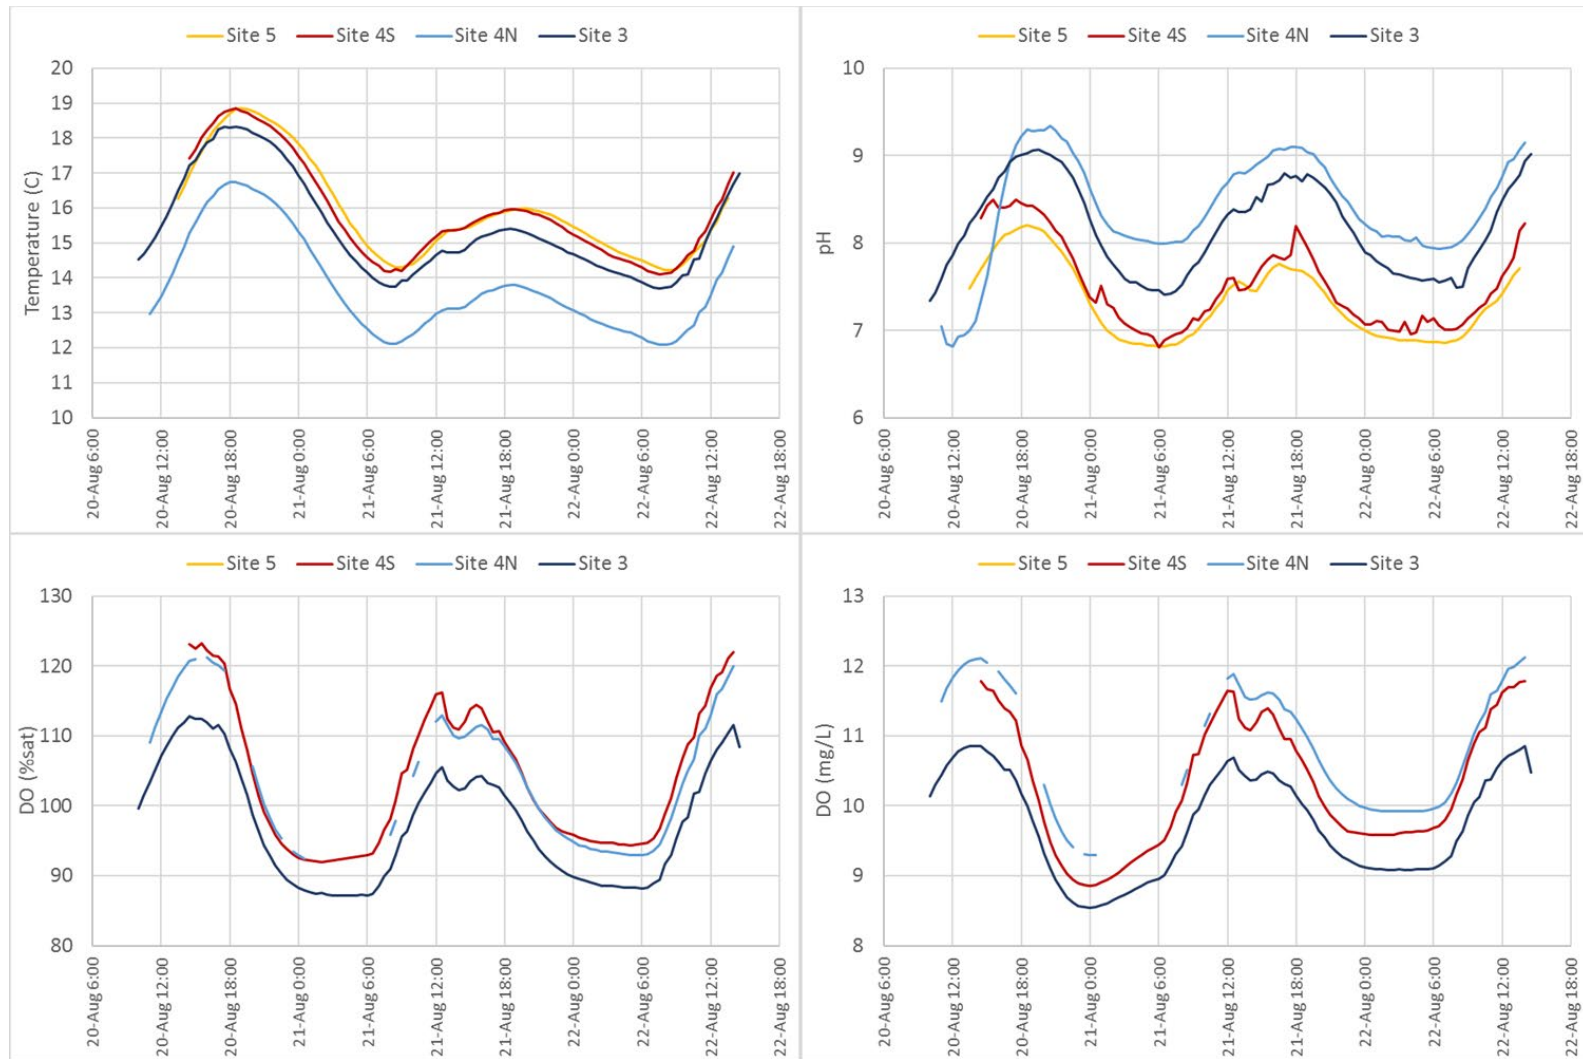 Site 5 Site 4S Site 4N Site 3
Temperature (C)
20
19
18
17
16
15
14
13
12
11
10
20-Aug 6:00
20-Aug 12:00
20-Aug 18:00
21-Aug 0:00
21-Aug 6:00
21-Aug 12:00
21-Aug 18:00
22-Aug 0:00
22-Aug 6:00
22-Aug 12:00
22-Aug 18:00
Site 5 Site 4S Site 4N Site 3
pH
10
9
8
7
6
20-Aug 6:00
20-Aug 12:00
20-Aug 18:00
21-Aug 0:00
21-Aug 6:00
21-Aug 12:00
21-Aug 18:00
22-Aug 0:00
22-Aug 6:00
22-Aug 12:00
22-Aug 18:00
Site 5 Site 4S Site 4N Site 3
DO (%sat)
130
120
110
100
90
80
20-Aug 6:00
20-Aug 12:00
20-Aug 18:00
21-Aug 0:00
21-Aug 6:00
21-Aug 12:00
21-Aug 18:00
22-Aug 0:00
22-Aug 6:00
22-Aug 12:00
22-Aug 18:00
Site 5 Site 4S Site 4N Site 3
DO (mg/L)
13
12
11
10
9
8
20-Aug 6:00
20-Aug 12:00
20-Aug 18:00
21-Aug 0:00
21-Aug 6:00
21-Aug 12:00
21-Aug 18:00
22-Aug 0:00
22-Aug 6:00
22-Aug 12:00
22-Aug 18:00